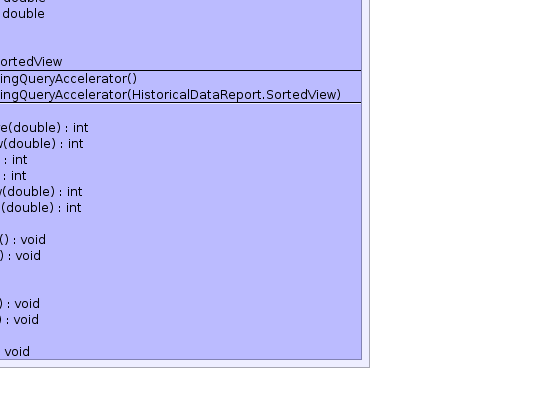 double
double
ortedView
ingQueryAccelerator()
ingQueryAccelerator(HistoricalDataReport.SortedView)
e(double) : int
(double) : int
: int
: int
(double) : int
(double) : int
() : void
) : void
) : void
) : void
void